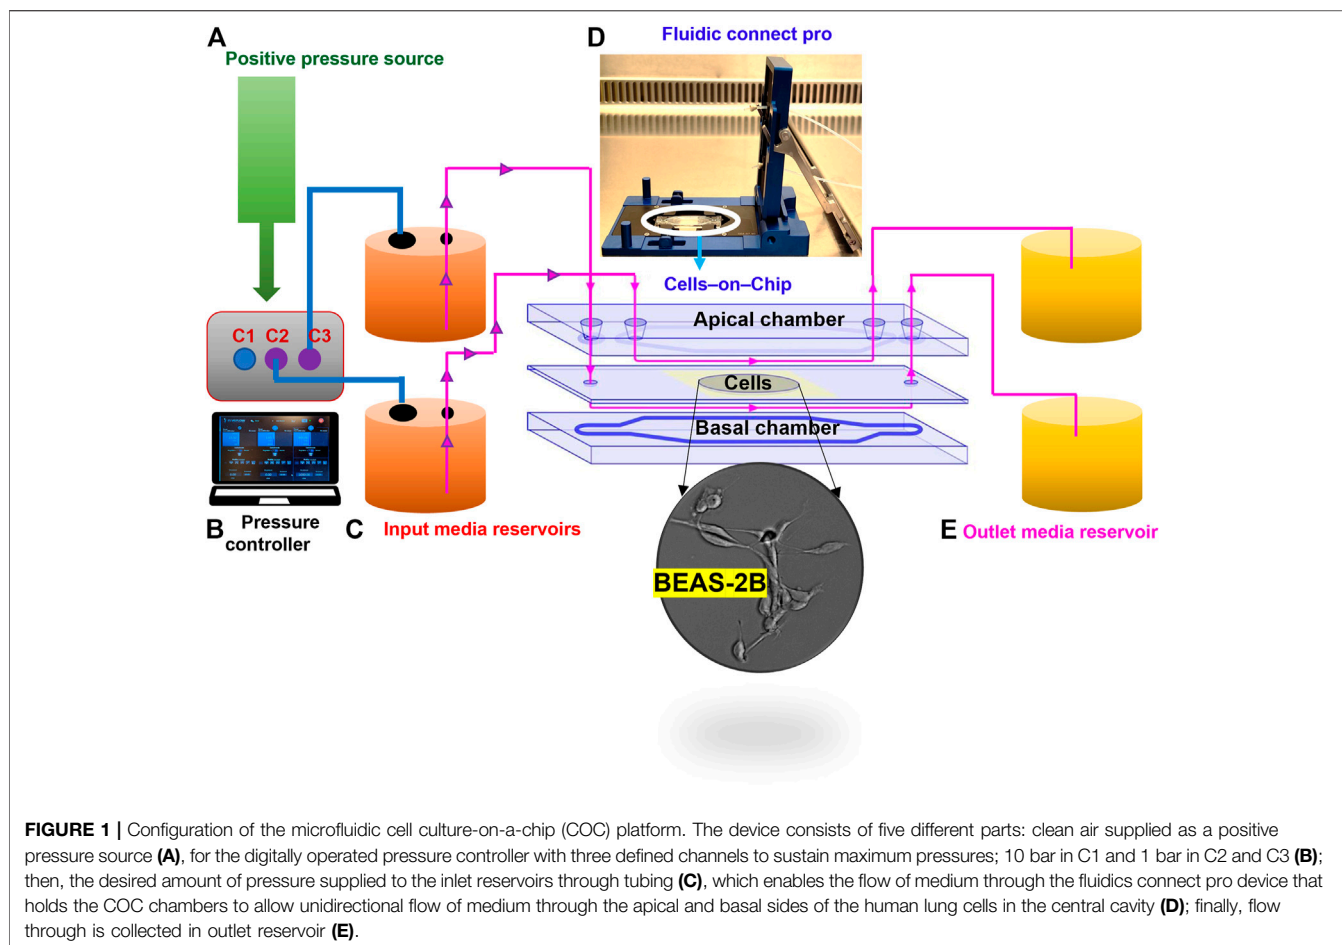 A
Positive pressure source
D
Fluidic connect pro
Cells–on–Chip
C1 C2 C3
Apical chamber
Cells
Basal chamber
B
Pressure
controller
C
Input media reservoirs
E
Outlet media reservoir
BEAS-2B
FIGURE 1 | Configuration of the microfluidic cell culture-on-a-chip (COC) platform. The device consists of five different parts: clean air supplied as a positive
pressure source (A), for the digitally operated pressure controller with three defined channels to sustain maximum pressures; 10 bar in C1 and 1 bar in C2 and C3 (B);
then, the desired amount of pressure supplied to the inlet reservoirs through tubing (C), which enables the flow of medium through the fluidics connect pro device that
holds the COC chambers to allow unidirectional flow of medium through the apical and basal sides of the human lung cells in the central cavity (D); finally, flow
through is collected in outlet reservoir (E).